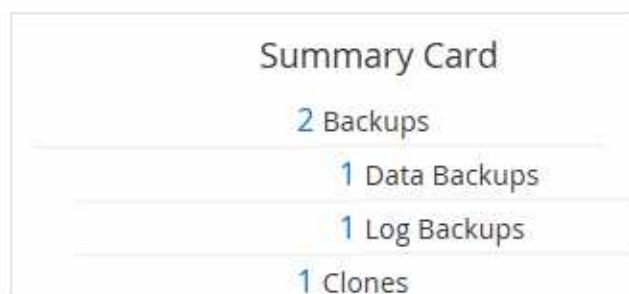 Summary Card
2 Backups
1 Data Backups
1 Log Backups
1 Clones